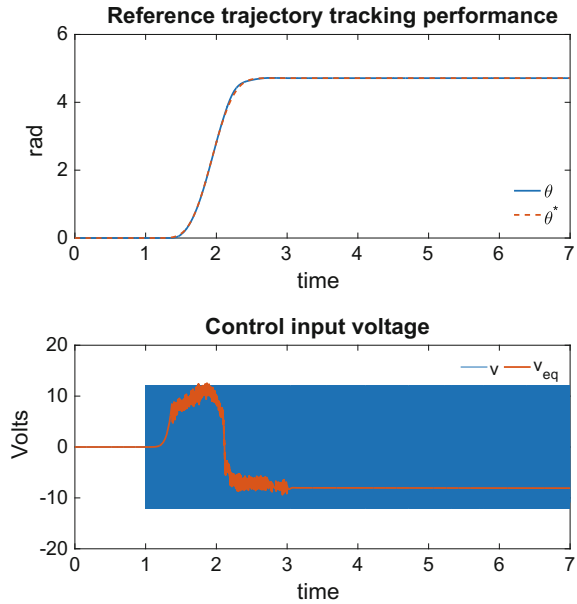 Reference trajectory tracking performance
6
4
2
0
rad
θ
θ*
0 1 2 3 4 5 6 7
time
Control input voltage
20
10
0
-10
-20
Volts
v v_eq
0 1 2 3 4 5 6 7
time